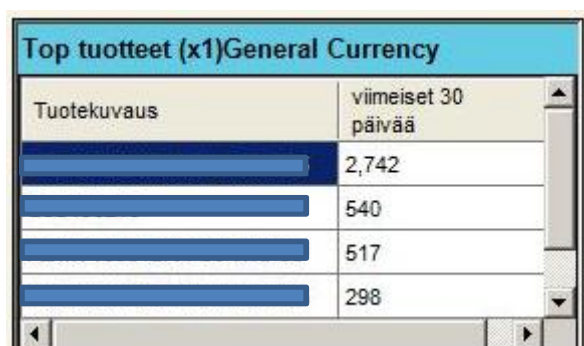 Top tuotteet (x1)General Currency
Tuotekuvaus
viimeiset 30
päivää
2,742
540
517
298